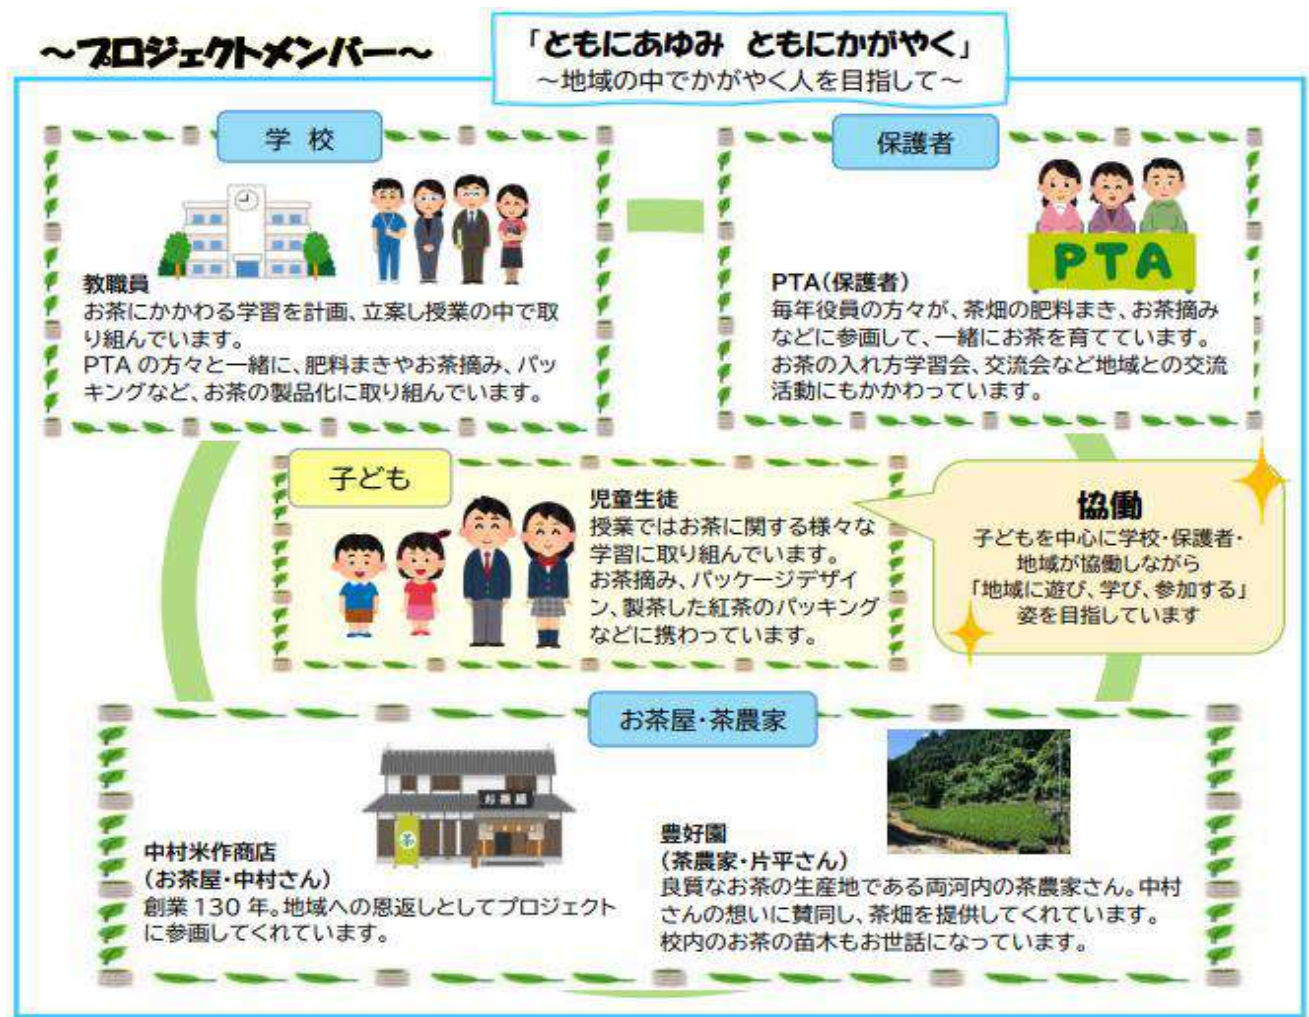 ～プロジェクトメンバー～
「ともにあゆみ ともにかがやく」
～地域の中でかがやく人を目指して～
学 校
教職員
お茶にかかわる学習を計画、立案し授業の中で取
り組んでいます。
PTA の方々と一緒に、肥料まきやお茶摘み、パッ
キングなど、お茶の製品化に取り組んでいます。
保護者
PTA
PTA(保護者)
毎年役員の方々が、茶畑の肥料まき、お茶摘み
などに参画して、一緒にお茶を育てています。
お茶の入れ方学習会、交流会など地域との交流
活動にもかかわっています。
子ども
児童生徒
授業ではお茶に関する様々な
学習に取り組んでいます。
お茶摘み、パッケージデザイ
ン、製茶した紅茶のパッキング
などに携わっています。
協働
子どもを中心に学校・保護者・
地域が協働しながら
「地域に遊び、学び、参加する」
姿を目指しています
お茶屋・茶農家
茶
中村米作商店
(お茶屋・中村さん)
創業 130 年。地域への恩返しとしてプロジェクト
に参画してくれています。
豊好園
(茶農家・片平さん)
良質なお茶の生産地である両河内の茶農家さん。中村
さんの想いに賛同し、茶畑を提供してくれています。
校内のお茶の苗木もお世話になっています。